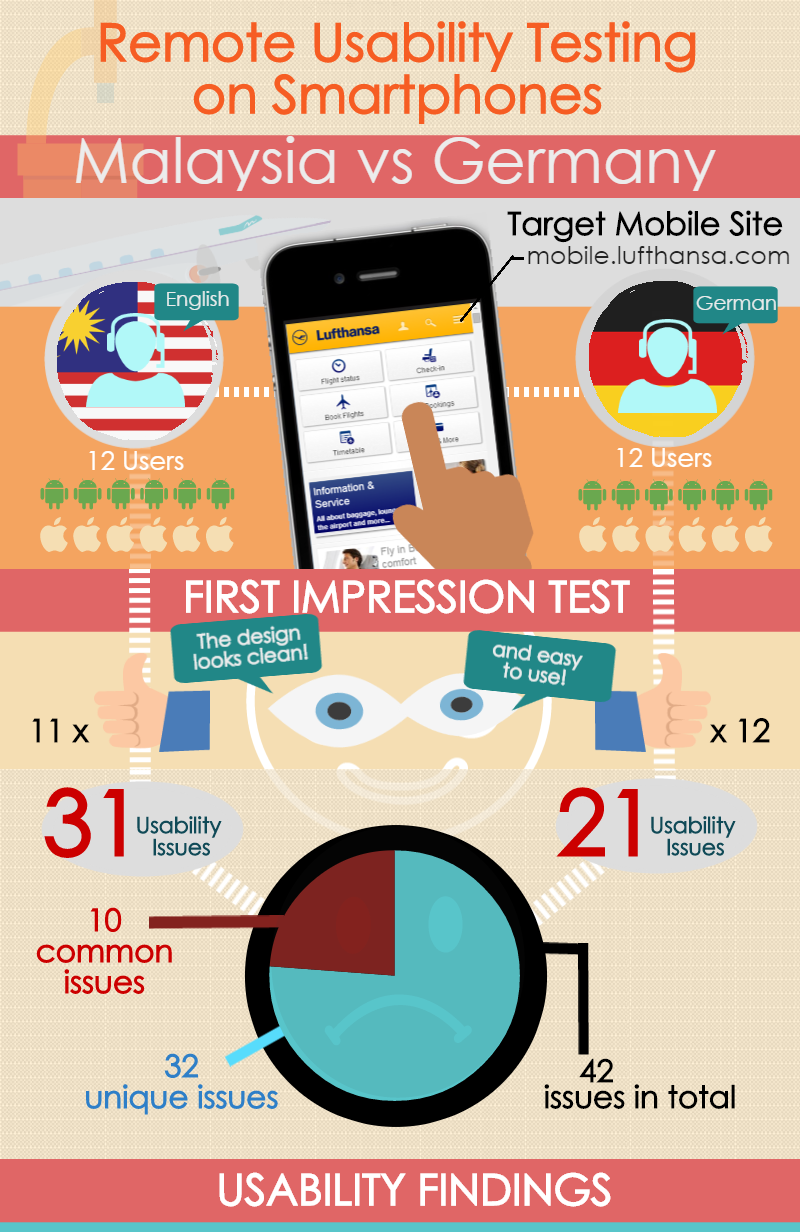 Remote Usability Testing
on Smartphones
Malaysia vs Germany
Target Mobile Site
mobile.lufthansa.com
English
German
Lufthansa
Flight status
Check-in
Book Flights
Timetable
& More
Information &
Service
All about baggage,
the airport and more...
Fly in
comfort
12 Users
12 Users
FIRST IMPRESSION TEST
The design
looks clean!
and easy
to use!
11 x
x 12
31 Usability
Issues
21 Usability
Issues
10
common
issues
32
unique issues
42
issues in total
USABILITY FINDINGS